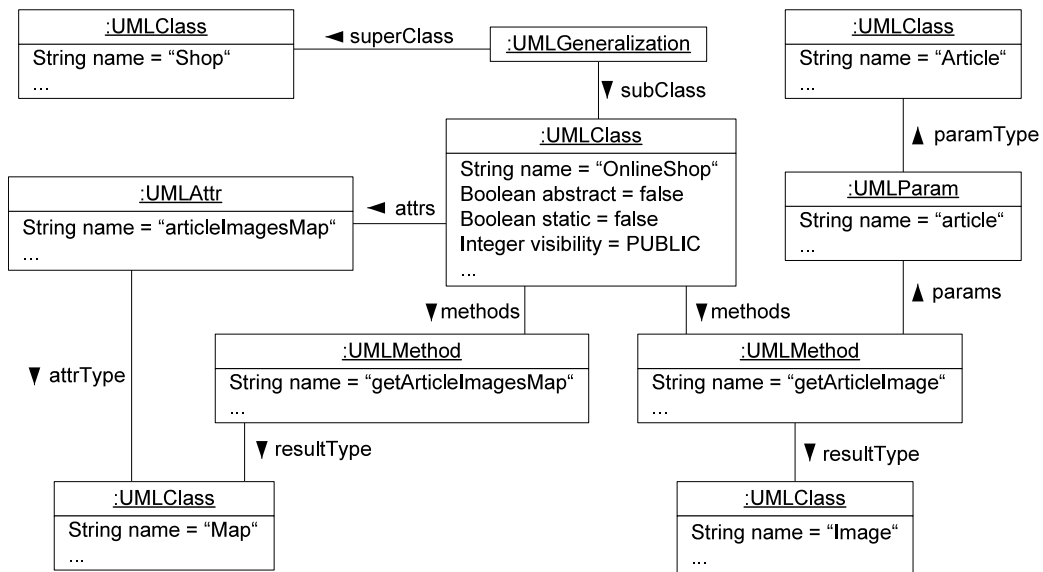 :UMLClass
String name = “Shop“
...
◄ superClass
:UMLGeneralization
▼ subClass
:UMLClass
String name = “Article“
...
▲ paramType
:UMLClass
String name = “OnlineShop“
Boolean abstract = false
Boolean static = false
Integer visibility = PUBLIC
...
◄ attrs
:UMLAttr
String name = “articleImagesMap“
...
:UMLParam
String name = “article“
...
▼ methods
▼ methods
▲ params
▼ attrType
:UMLMethod
String name = “getArticleImagesMap“
...
:UMLMethod
String name = “getArticleImage“
...
▼ resultType
▼ resultType
:UMLClass
String name = “Map“
...
:UMLClass
String name = “Image“
...